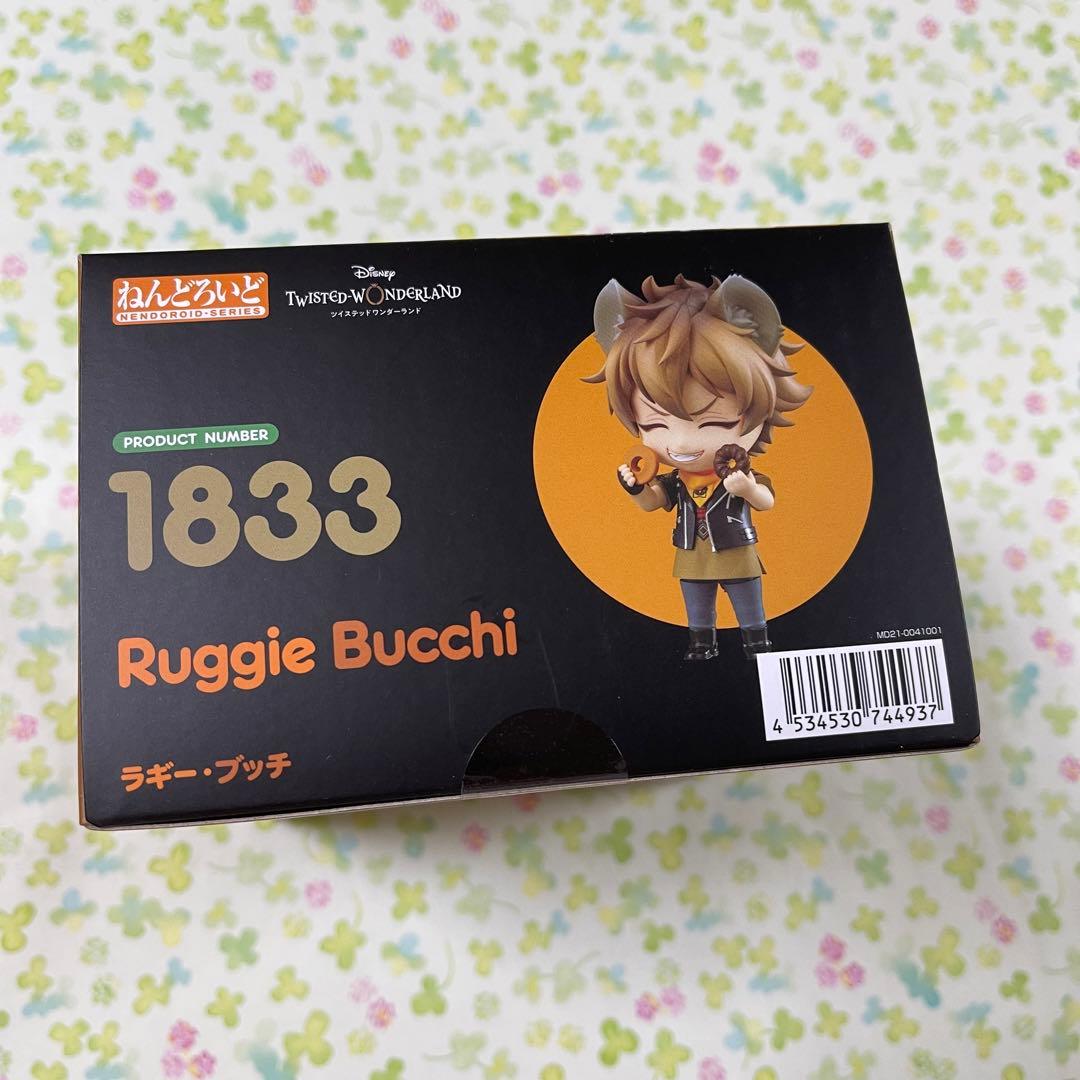 ねんどろいど
NENDOROID·SERIES
Disney
TWISTED-WONDERLAND
ツイステッドワンダーランド
PRODUCT NUMBER
1833
Ruggie Bucchi
ラギー・ブッチ
MD21-0041001
4 534530 744937